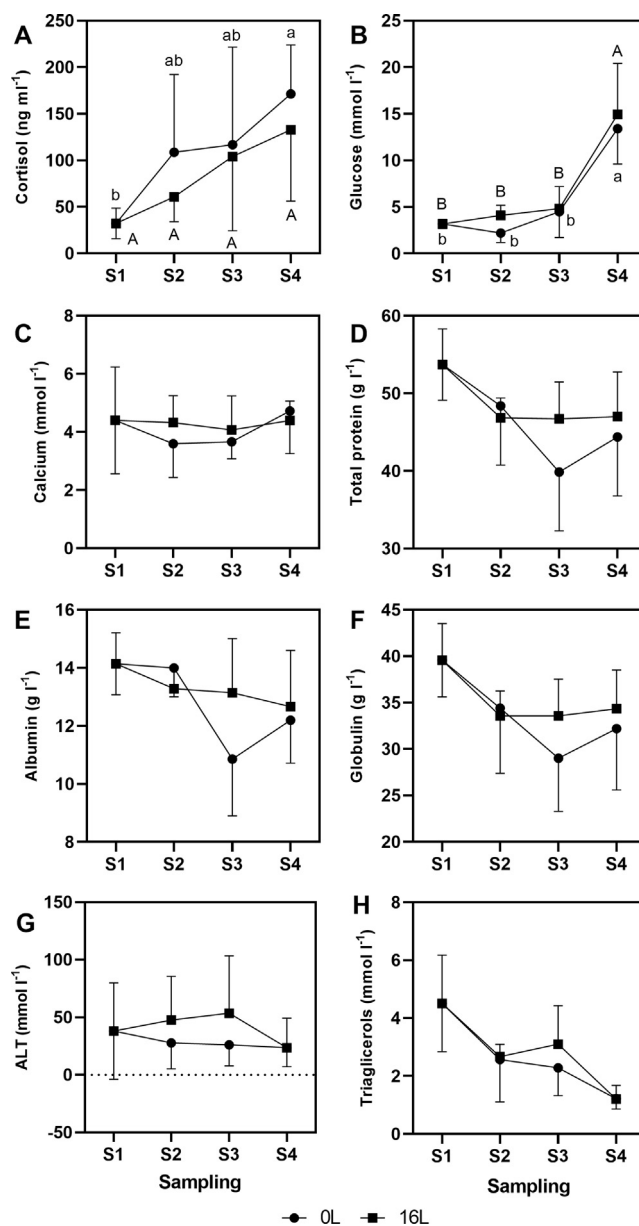 A
Cortisol (ng ml⁻¹)
250
200
150
100
50
0
b
ab
ab
a
A
A
A
A
S1 S2 S3 S4
B
Glucose (mmol l⁻¹)
25
20
15
10
5
0
B
B
B
A
b
b
b
a
S1 S2 S3 S4
C
Calcium (mmol l⁻¹)
8
6
4
2
0
S1 S2 S3 S4
D
Total protein (g l⁻¹)
60
50
40
30
S1 S2 S3 S4
E
Albumin (g l⁻¹)
16
14
12
10
8
S1 S2 S3 S4
F
Globulin (g l⁻¹)
45
40
35
30
25
20
S1 S2 S3 S4
G
ALT (mmol l⁻¹)
150
100
50
0
-50
S1 S2 S3 S4
Sampling
H
Triaglicerols (mmol l⁻¹)
8
6
4
2
0
S1 S2 S3 S4
Sampling
0L 16L